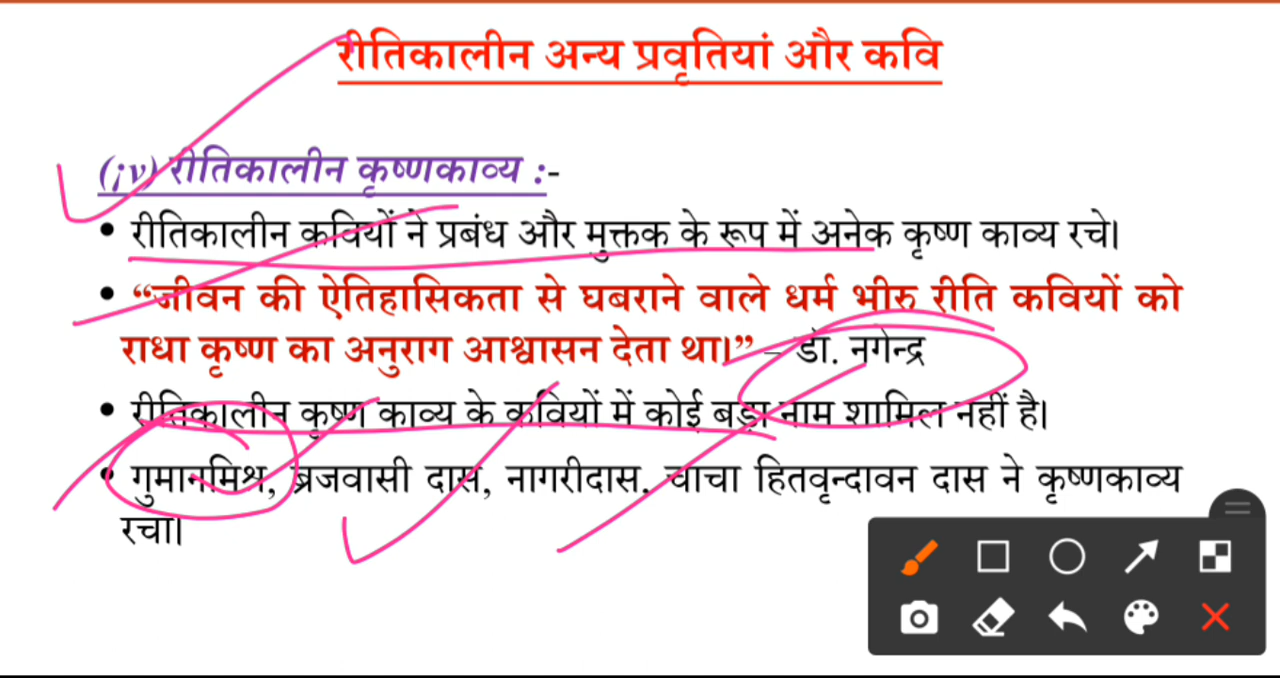 रीतिकालीन अन्य प्रवृतियां और कवि
(iv) रीतिकालीन कृष्णकाव्य :-
• रीतिकालीन कवियों ने प्रबंध और मुक्तक के रूप में अनेक कृष्ण काव्य रचे।
• “जीवन की ऐतिहासिकता से घबराने वाले धर्म भीरु रीति कवियों को
राधा कृष्ण का अनुराग आश्वासन देता था।” – डॉ. नगेन्द्र
• रीतिकालीन कृष्ण काव्य के कवियों में कोई बड़ा नाम शामिल नहीं है।
• गुमानमिश्र, ब्रजवासी दास, नागरीदास, चाचा हितवृन्दावन दास ने कृष्णकाव्य
रचा।